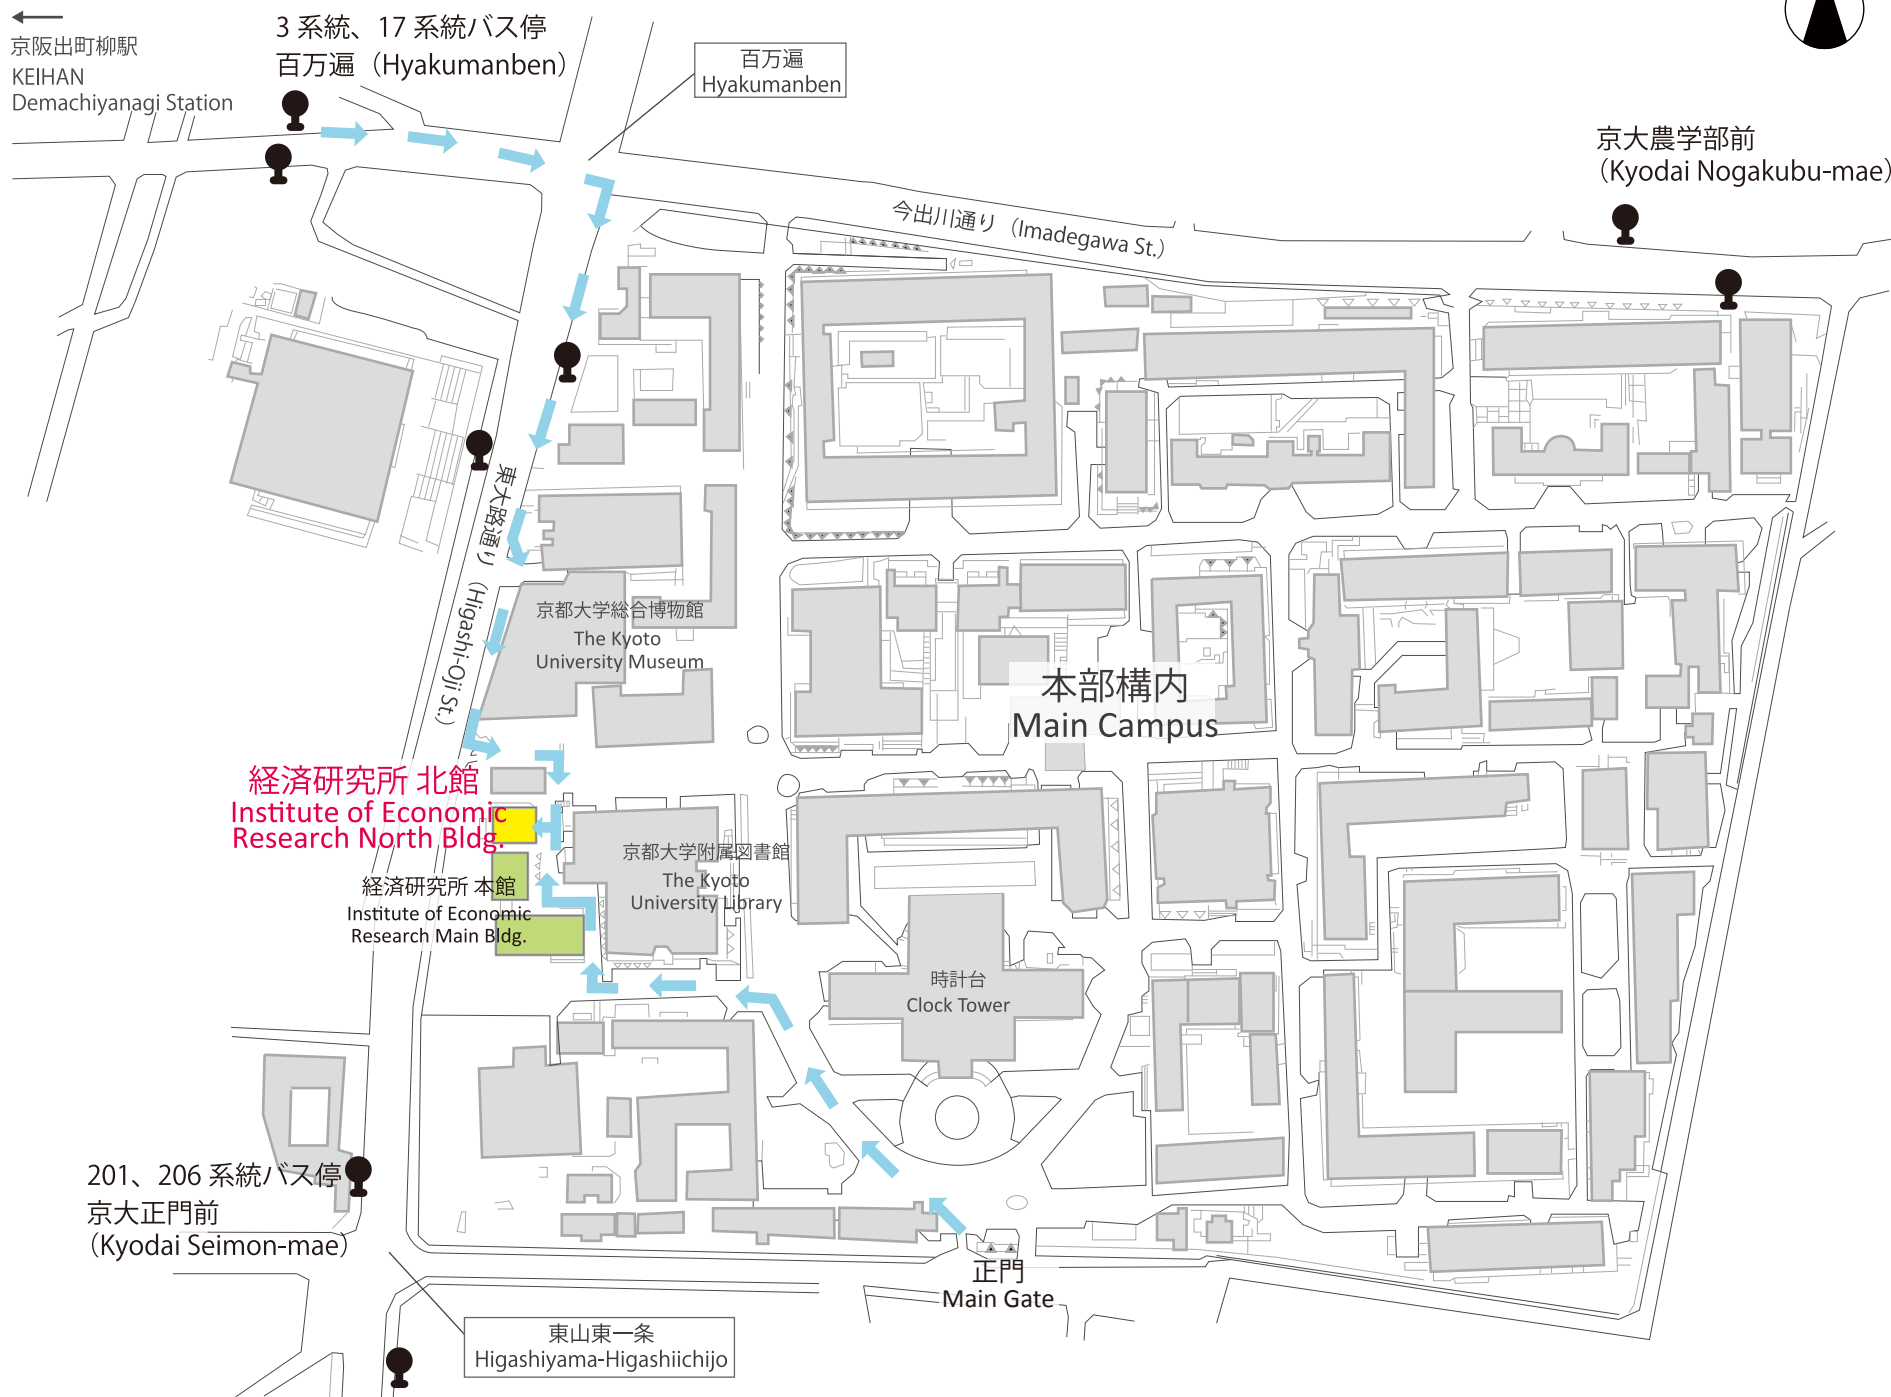 京阪出町柳駅
KEIHAN
Demachiyanagi Station
3 系統、17 系統バス停
百万遍（Hyakumanben）
百万遍
Hyakumanben
京大農学部前
（Kyodai Nogakubu-mae）
今出川通り（Imadegawa St.）
東大路通り（Higashi-Oji St.）
京都大学総合博物館
The Kyoto
University Museum
本部構内
Main Campus
経済研究所 北館
Institute of Economic
Research North Bldg.
京都大学附属図書館
The Kyoto
University Library
経済研究所 本館
Institute of Economic
Research Main Bldg.
時計台
Clock Tower
201、206 系統バス停
京大正門前
（Kyodai Seimon-mae）
正門
Main Gate
東山東一条
Higashiyama-Higashiichijo